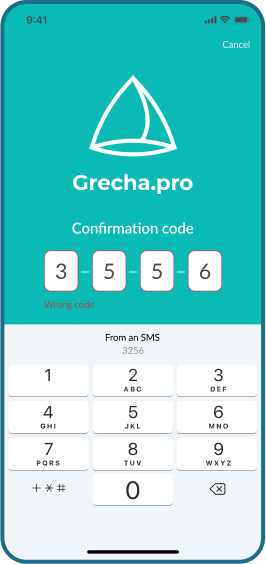 9:41
Cancel
Grecha.pro
Confirmation code
3 – 5 – 5 – 6
Wrong code
From an SMS
3256
1 2 3
ABC DEF
4 5 6
GHI JKL MNO
7 8 9
PQRS TUV WXYZ
+ * # 0